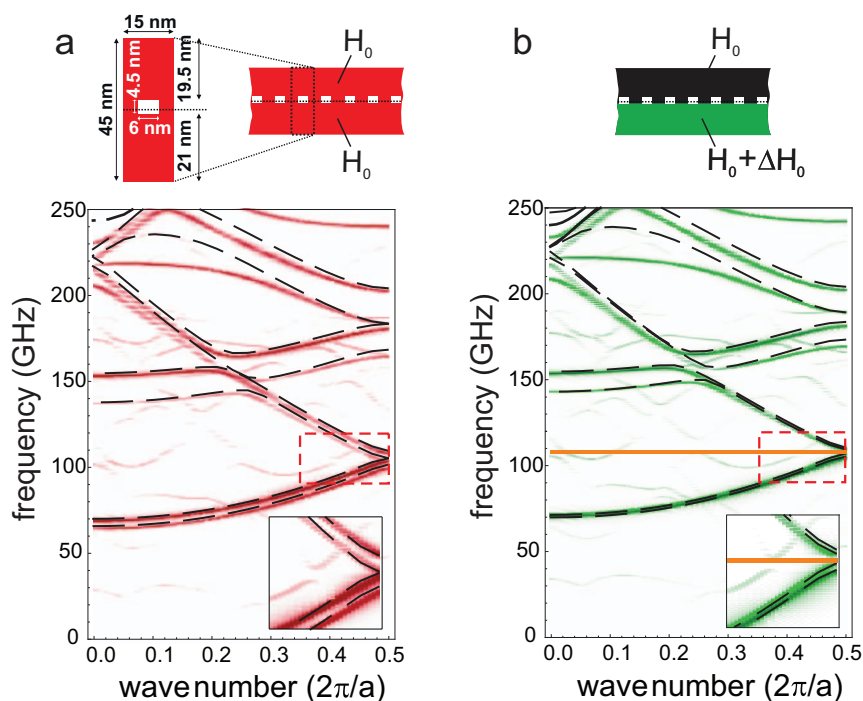 a
15 nm
45 nm
4.5 nm
6 nm
19.5 nm
21 nm
H₀
H₀
b
H₀
H₀+ΔH₀
frequency (GHz)
250
200
150
100
50
0
0.0 0.1 0.2 0.3 0.4 0.5
wave number (2π/a)
frequency (GHz)
250
200
150
100
50
0
0.0 0.1 0.2 0.3 0.4 0.5
wave number (2π/a)